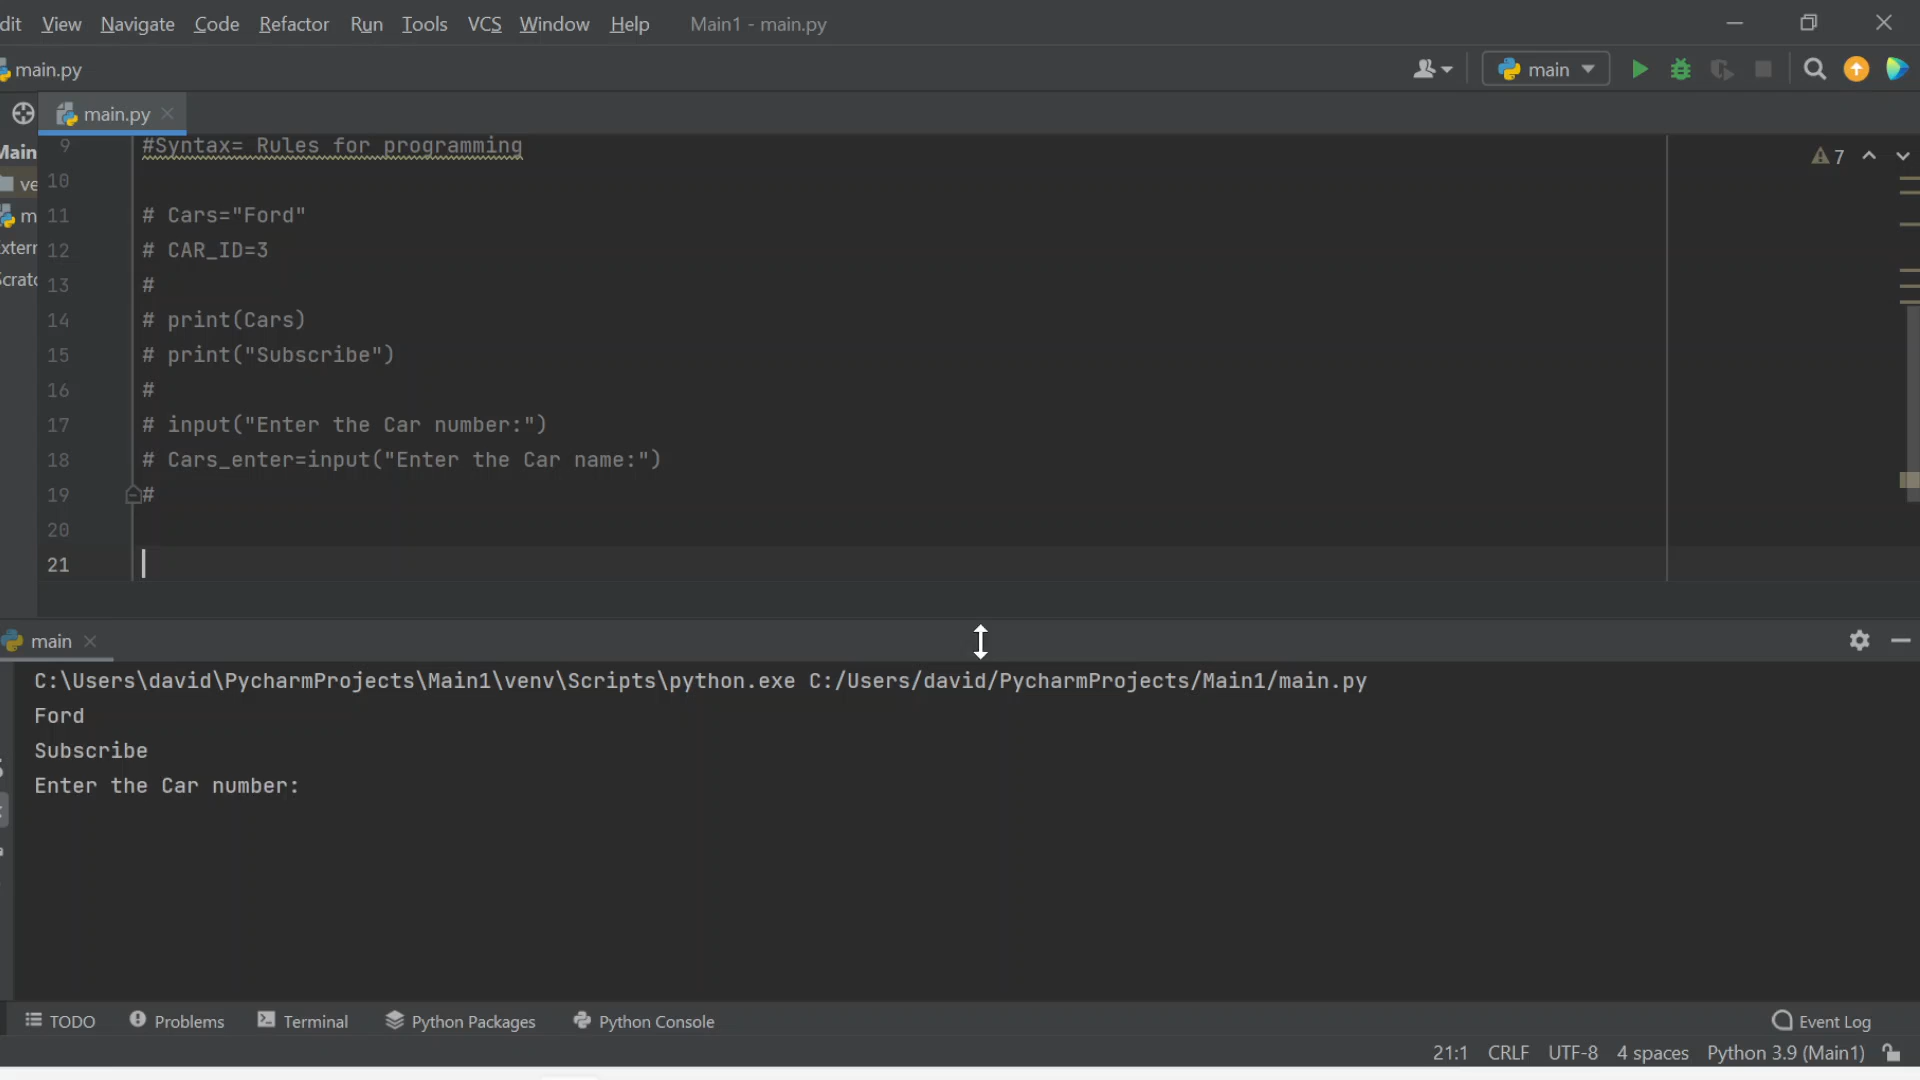 dit View Navigate Code Refactor Run Tools VCS Window Help Main1 - main.py
main.py
main
main.py
Main
ve
m
xterr
crato
9 #Syntax= Rules for programming
10
11 # Cars="Ford"
12 # CAR_ID=3
13 #
14 # print(Cars)
15 # print("Subscribe")
16 #
17 # input("Enter the Car number:")
18 # Cars_enter=input("Enter the Car name:")
19 #
20
21
7
main
C:\Users\david\PycharmProjects\Main1\venv\Scripts\python.exe C:/Users/david/PycharmProjects/Main1/main.py
Ford
Subscribe
Enter the Car number:
TODO Problems Terminal Python Packages Python Console Event Log
21:1 CRLF UTF-8 4 spaces Python 3.9 (Main1)